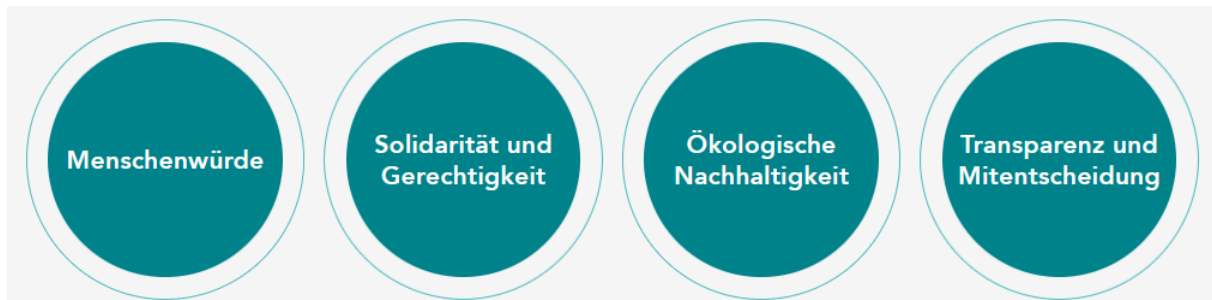 Menschenwürde
Solidarität und
Gerechtigkeit
Ökologische
Nachhaltigkeit
Transparenz und
Mitentscheidung